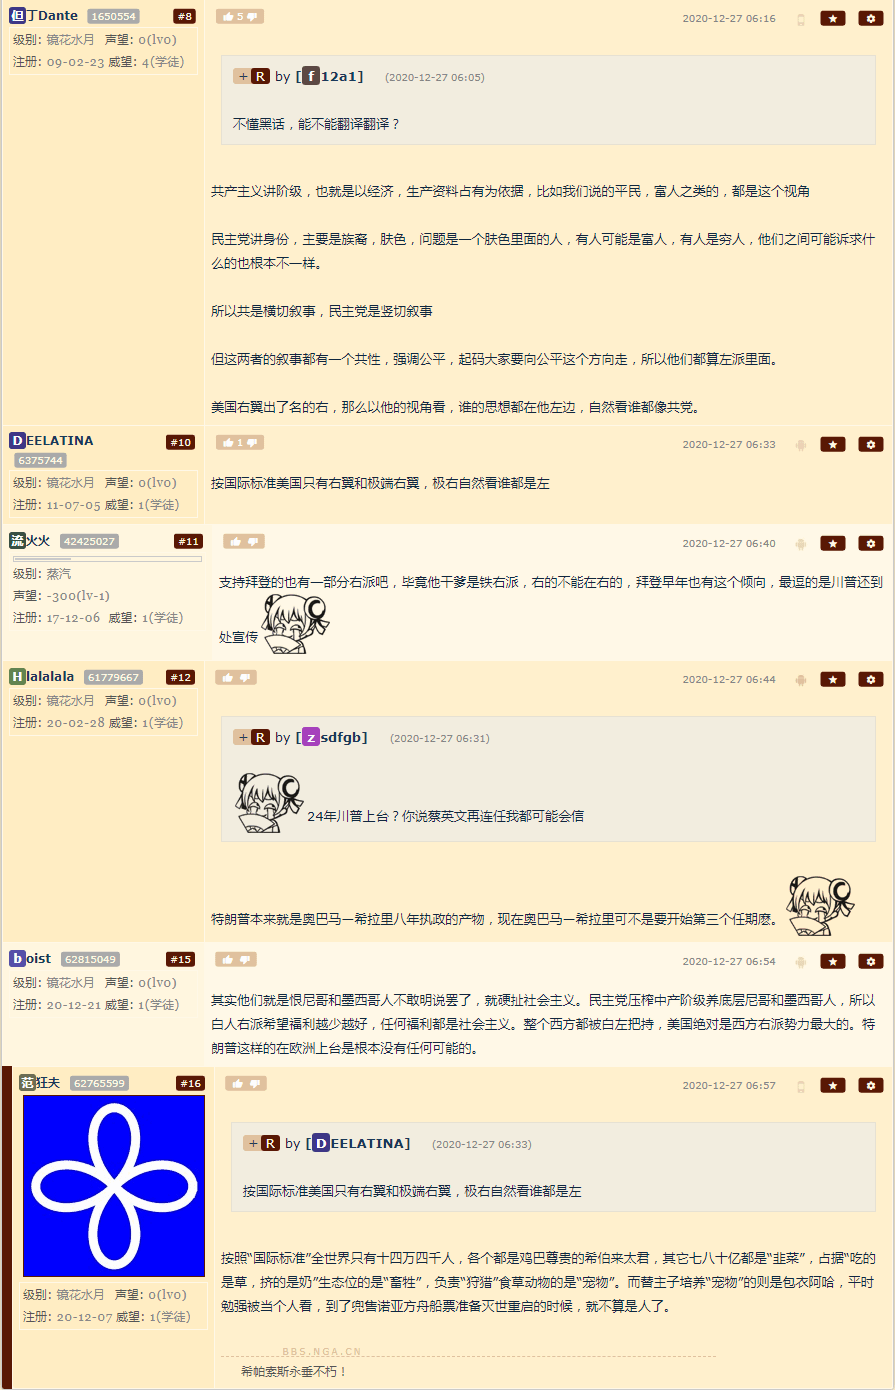 但丁Dante 1650554 #8
级别: 镜花水月 声望: 0(lv0)
注册: 09-02-23 威望: 4(学徒)
5 2020-12-27 06:16
+ R by [f12a1] (2020-12-27 06:05)
不懂黑话，能不能翻译翻译？
共产主义讲阶级，也就是以经济，生产资料占有为依据，比如我们说的平民，富人之类的，都是这个视角
民主党讲身份，主要是族裔，肤色，问题是一个肤色里面的人，有人可能是富人，有人是穷人，他们之间可能诉求什
么的也根本不一样。
所以共是横切叙事，民主党是竖切叙事
但这两者的叙事都有一个共性，强调公平，起码大家要向公平这个方向走，所以他们都算左派里面。
美国右翼出了名的右，那么以他的视角看，谁的思想都在他左边，自然看谁都像共党。
DEELATINA #10
6375744
级别: 镜花水月 声望: 0(lv0)
注册: 11-07-05 威望: 1(学徒)
1 2020-12-27 06:33
按国际标准美国只有右翼和极端右翼，极右自然看谁都是左
流火火 42425027 #11
级别: 蒸汽
声望: -300(lv-1)
注册: 17-12-06 威望: 1(学徒)
2020-12-27 06:40
支持拜登的也有一部分右派吧，毕竟他干爹是铁右派，右的不能在右的，拜登早年也有这个倾向，最逗的是川普还到
处宣传
Hlalalala 61779667 #12
级别: 镜花水月 声望: 0(lv0)
注册: 20-02-28 威望: 1(学徒)
2020-12-27 06:44
+ R by [zsdfgb] (2020-12-27 06:31)
24年川普上台？你说蔡英文再连任我都可能会信
特朗普本来就是奥巴马一希拉里八年执政的产物，现在奥巴马一希拉里可不是要开始第三个任期麽。
boist 62815049 #15
级别: 镜花水月 声望: 0(lv0)
注册: 20-12-21 威望: 1(学徒)
2020-12-27 06:54
其实他们就是恨尼哥和墨西哥人不敢明说罢了，就硬扯社会主义。民主党压榨中产阶级养底层尼哥和墨西哥人，所以
白人右派希望福利越少越好，任何福利都是社会主义。整个西方都被白左把持，美国绝对是西方右派势力最大的。特
朗普这样的在欧洲上台是根本没有任何可能的。
范狂夫 62765599 #16
级别: 镜花水月 声望: 0(lv0)
注册: 20-12-07 威望: 1(学徒)
2020-12-27 06:57
+ R by [DEELATINA] (2020-12-27 06:33)
按国际标准美国只有右翼和极端右翼，极右自然看谁都是左
按照“国际标准”全世界只有十四万四千人，各个都是鸡巴尊贵的希伯来太君，其它七八十亿都是“韭菜”，占据“吃的
是草，挤的是奶”生态位的是“畜牲”，负责“狩猎”食草动物的是“宠物”。而替主子培养“宠物”的则是包衣阿哈，平时
勉强被当个人看，到了兜售诺亚方舟船票准备灭世重启的时候，就不算是人了。
BBS.NGA.CN
希帕索斯永垂不朽！